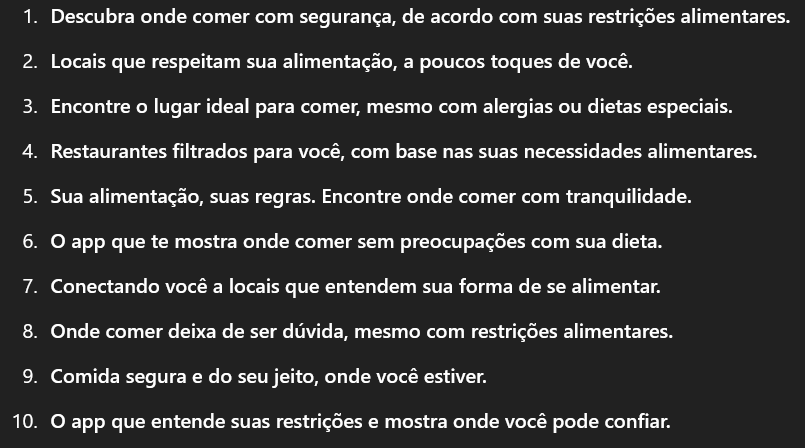 1. Descubra onde comer com segurança, de acordo com suas restrições alimentares.
2. Locais que respeitam sua alimentação, a poucos toques de você.
3. Encontre o lugar ideal para comer, mesmo com alergias ou dietas especiais.
4. Restaurantes filtrados para você, com base nas suas necessidades alimentares.
5. Sua alimentação, suas regras. Encontre onde comer com tranquilidade.
6. O app que te mostra onde comer sem preocupações com sua dieta.
7. Conectando você a locais que entendem sua forma de se alimentar.
8. Onde comer deixa de ser dúvida, mesmo com restrições alimentares.
9. Comida segura e do seu jeito, onde você estiver.
10. O app que entende suas restrições e mostra onde você pode confiar.